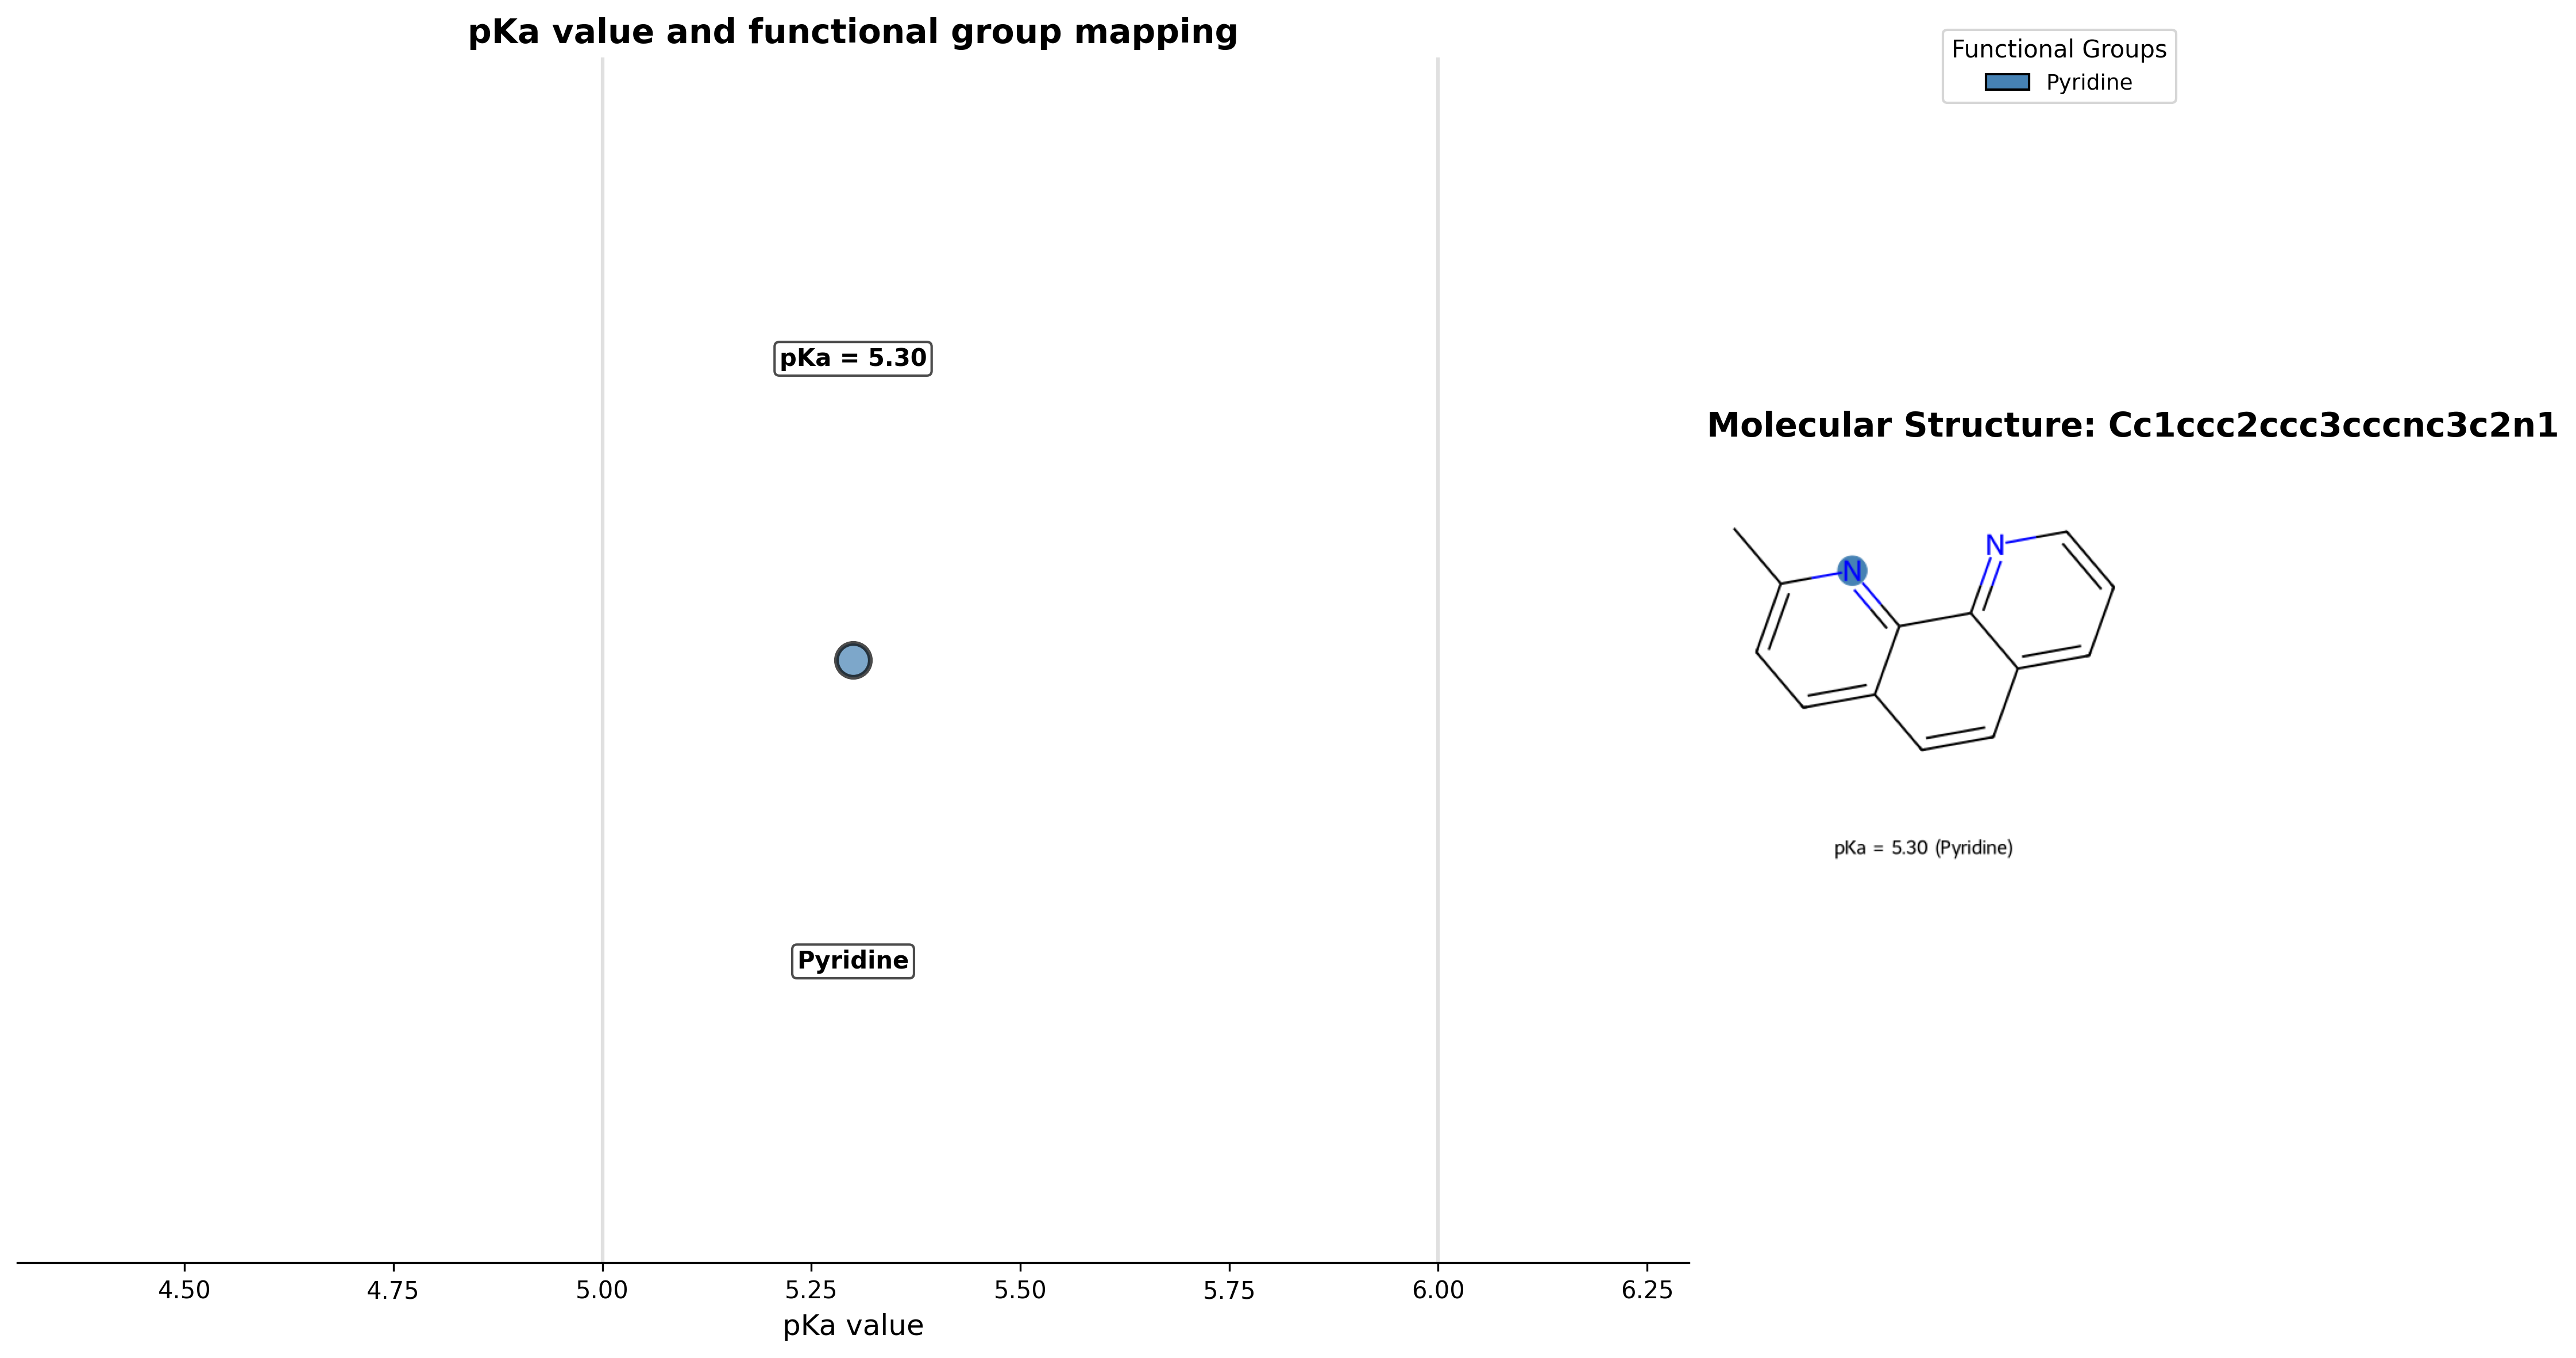 pKa value and functional group mapping
Functional Groups
Pyridine
pKa = 5.30
Pyridine
4.50
4.75
5.00
5.25
5.50
5.75
6.00
6.25
pKa value
Molecular Structure: Cc1ccc2ccc3cccnc3c2n1
N
N
pKa = 5.30 (Pyridine)